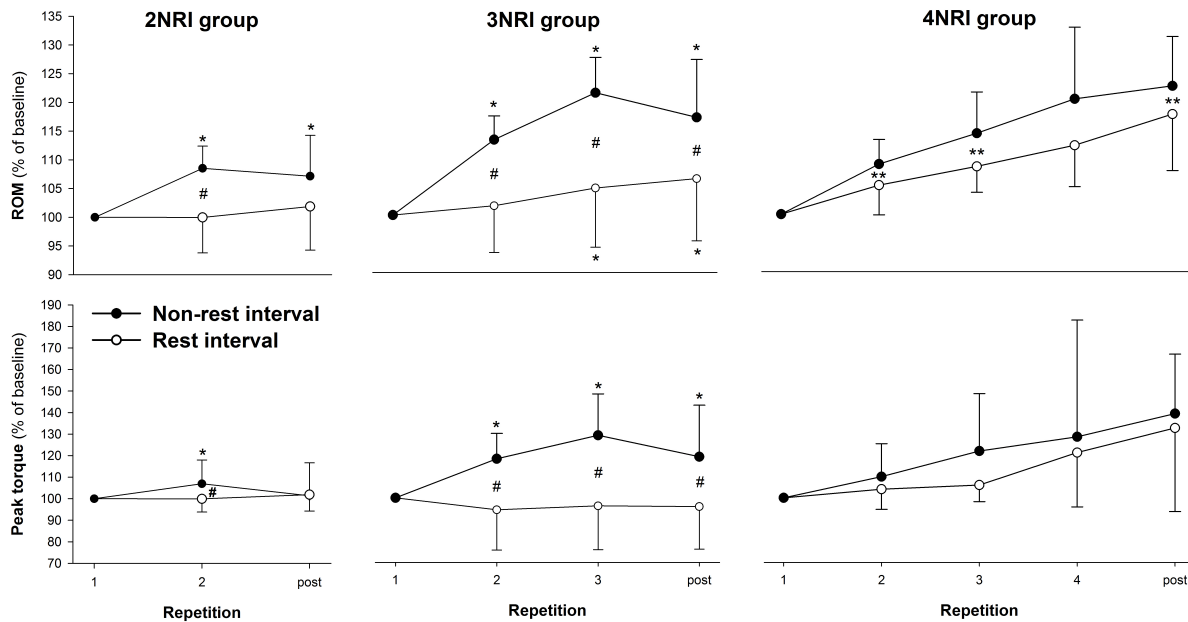 2NRI group
3NRI group
4NRI group
ROM (% of baseline)
135
130
125
120
115
110
105
100
95
90
* *
#
* * *
# # #
* *
** ** **
Non-rest interval
Rest interval
Peak torque (% of baseline)
190
180
170
160
150
140
130
120
110
100
90
80
70
*
#
* * *
# # #
1 2 post
1 2 3 post
1 2 3 4 post
Repetition
Repetition
Repetition